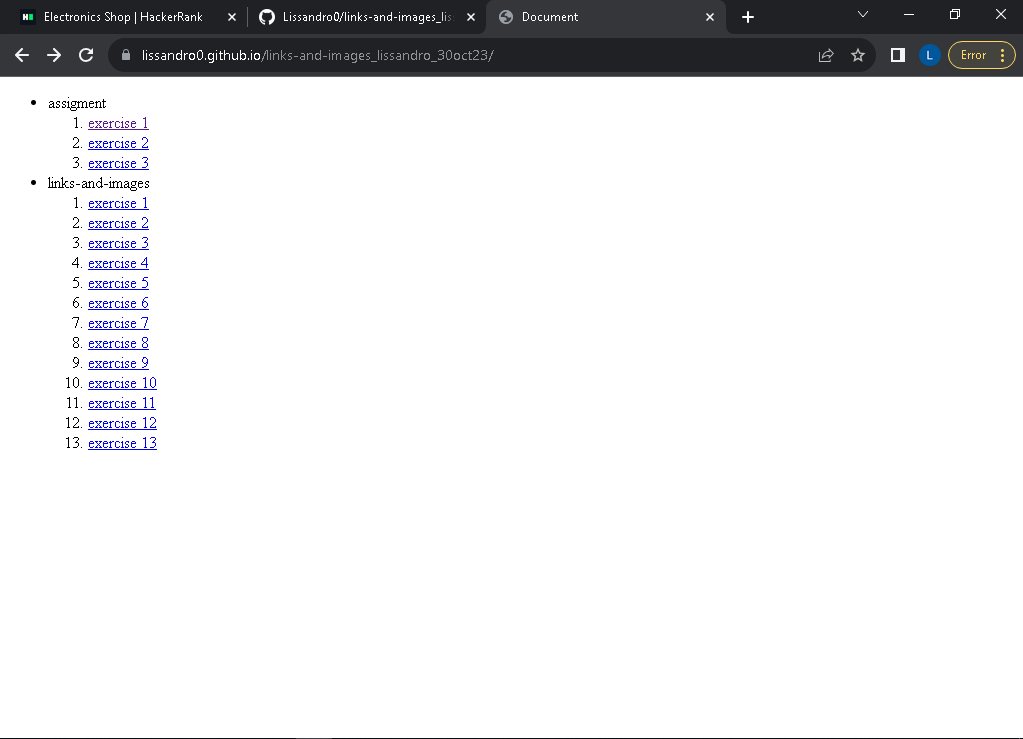 Electronics Shop | HackerRank
Lissandro0/links-and-images_lis
Document
lissandro0.github.io/links-and-images_lissandro_30oct23/
L
Error
• assigment
1. exercise 1
2. exercise 2
3. exercise 3
• links-and-images
1. exercise 1
2. exercise 2
3. exercise 3
4. exercise 4
5. exercise 5
6. exercise 6
7. exercise 7
8. exercise 8
9. exercise 9
10. exercise 10
11. exercise 11
12. exercise 12
13. exercise 13